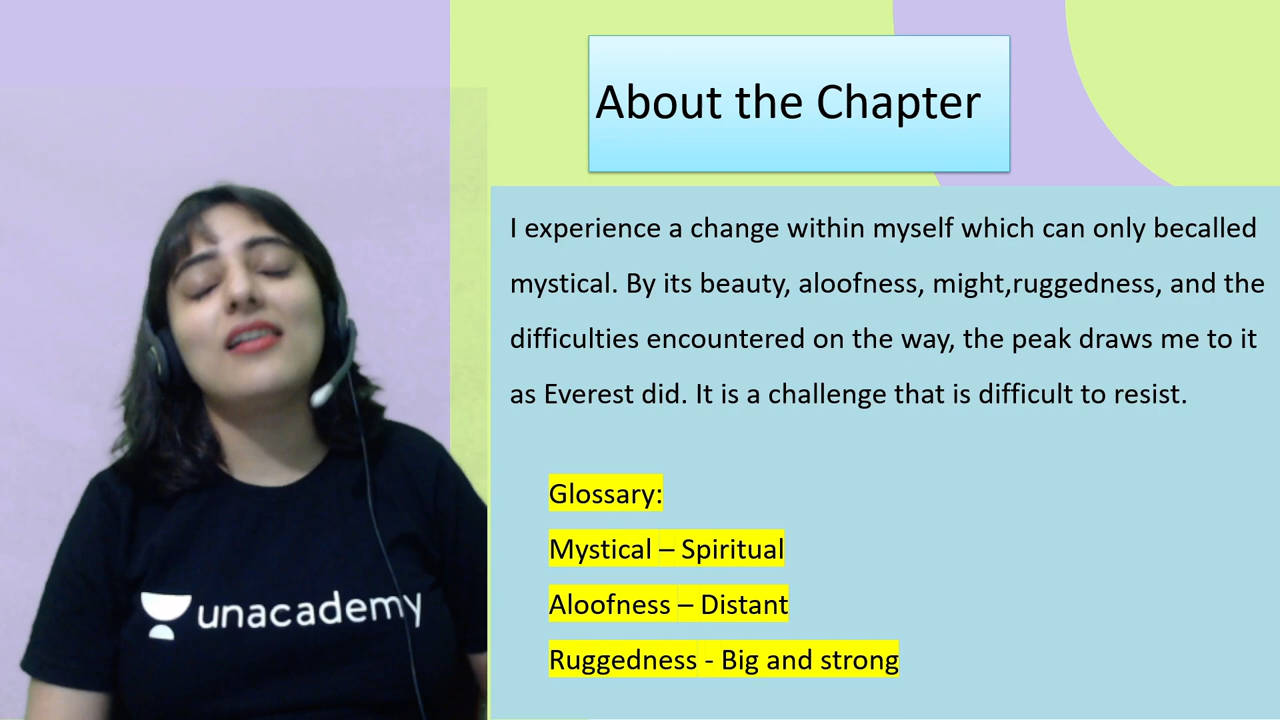 About the Chapter
I experience a change within myself which can only becalled
mystical. By its beauty, aloofness, might,ruggedness, and the
difficulties encountered on the way, the peak draws me to it
as Everest did. It is a challenge that is difficult to resist.
Glossary:
Mystical – Spiritual
Aloofness – Distant
Ruggedness - Big and strong
unacademy